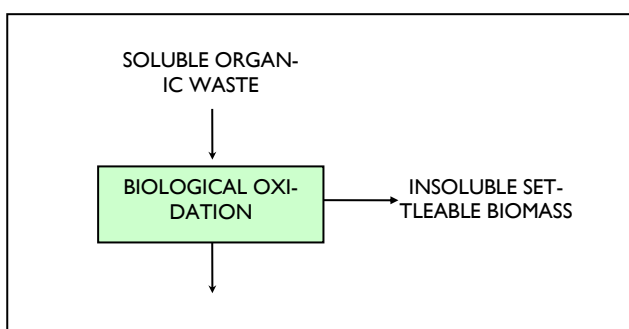 SOLUBLE ORGAN-
IC WASTE
BIOLOGICAL OXI-
DATION
INSOLUBLE SET-
TLEABLE BIOMASS